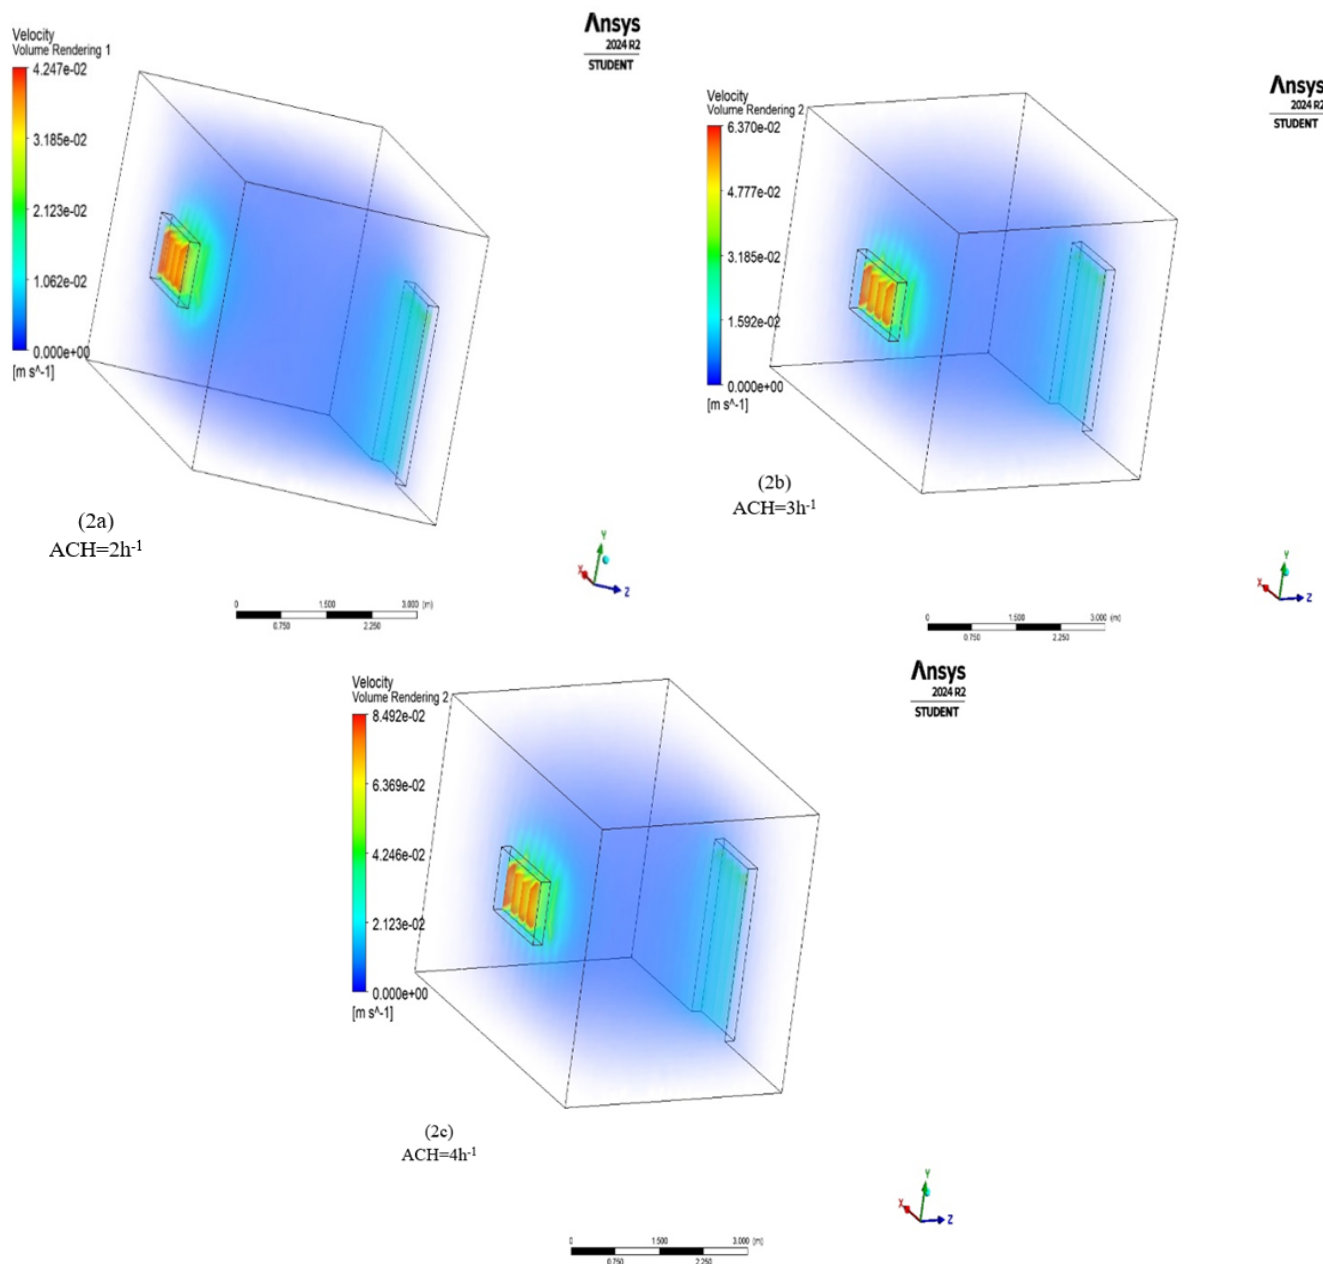 Velocity
Volume Rendering 1
4.247e-02
3.185e-02
2.123e-02
1.062e-02
0.000e+00
[m s^-1]
Ansys
2024 R2
STUDENT
(2a)
ACH=2h-1
Y
X
Z
0 1.500 3.000 (m)
0.750 2.250
Velocity
Volume Rendering 2
6.370e-02
4.777e-02
3.185e-02
1.592e-02
0.000e+00
[m s^-1]
Ansys
2024 R2
STUDENT
(2b)
ACH=3h-1
Y
X
Z
0 1.500 3.000 (m)
0.750 2.250
Velocity
Volume Rendering 2
8.492e-02
6.369e-02
4.246e-02
2.123e-02
0.000e+00
[m s^-1]
Ansys
2024 R2
STUDENT
(2c)
ACH=4h-1
Y
X
Z
0 1.500 3.000 (m)
0.750 2.250